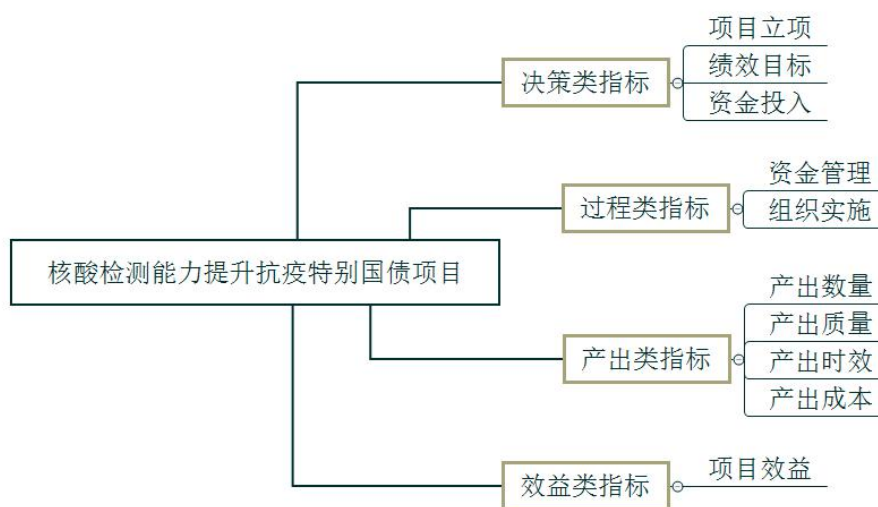 项目立项
决策类指标
绩效目标
资金投入
资金管理
过程类指标
组织实施
核酸检测能力提升抗疫特别国债项目
产出数量
产出质量
产出类指标
产出时效
产出成本
项目效益
效益类指标